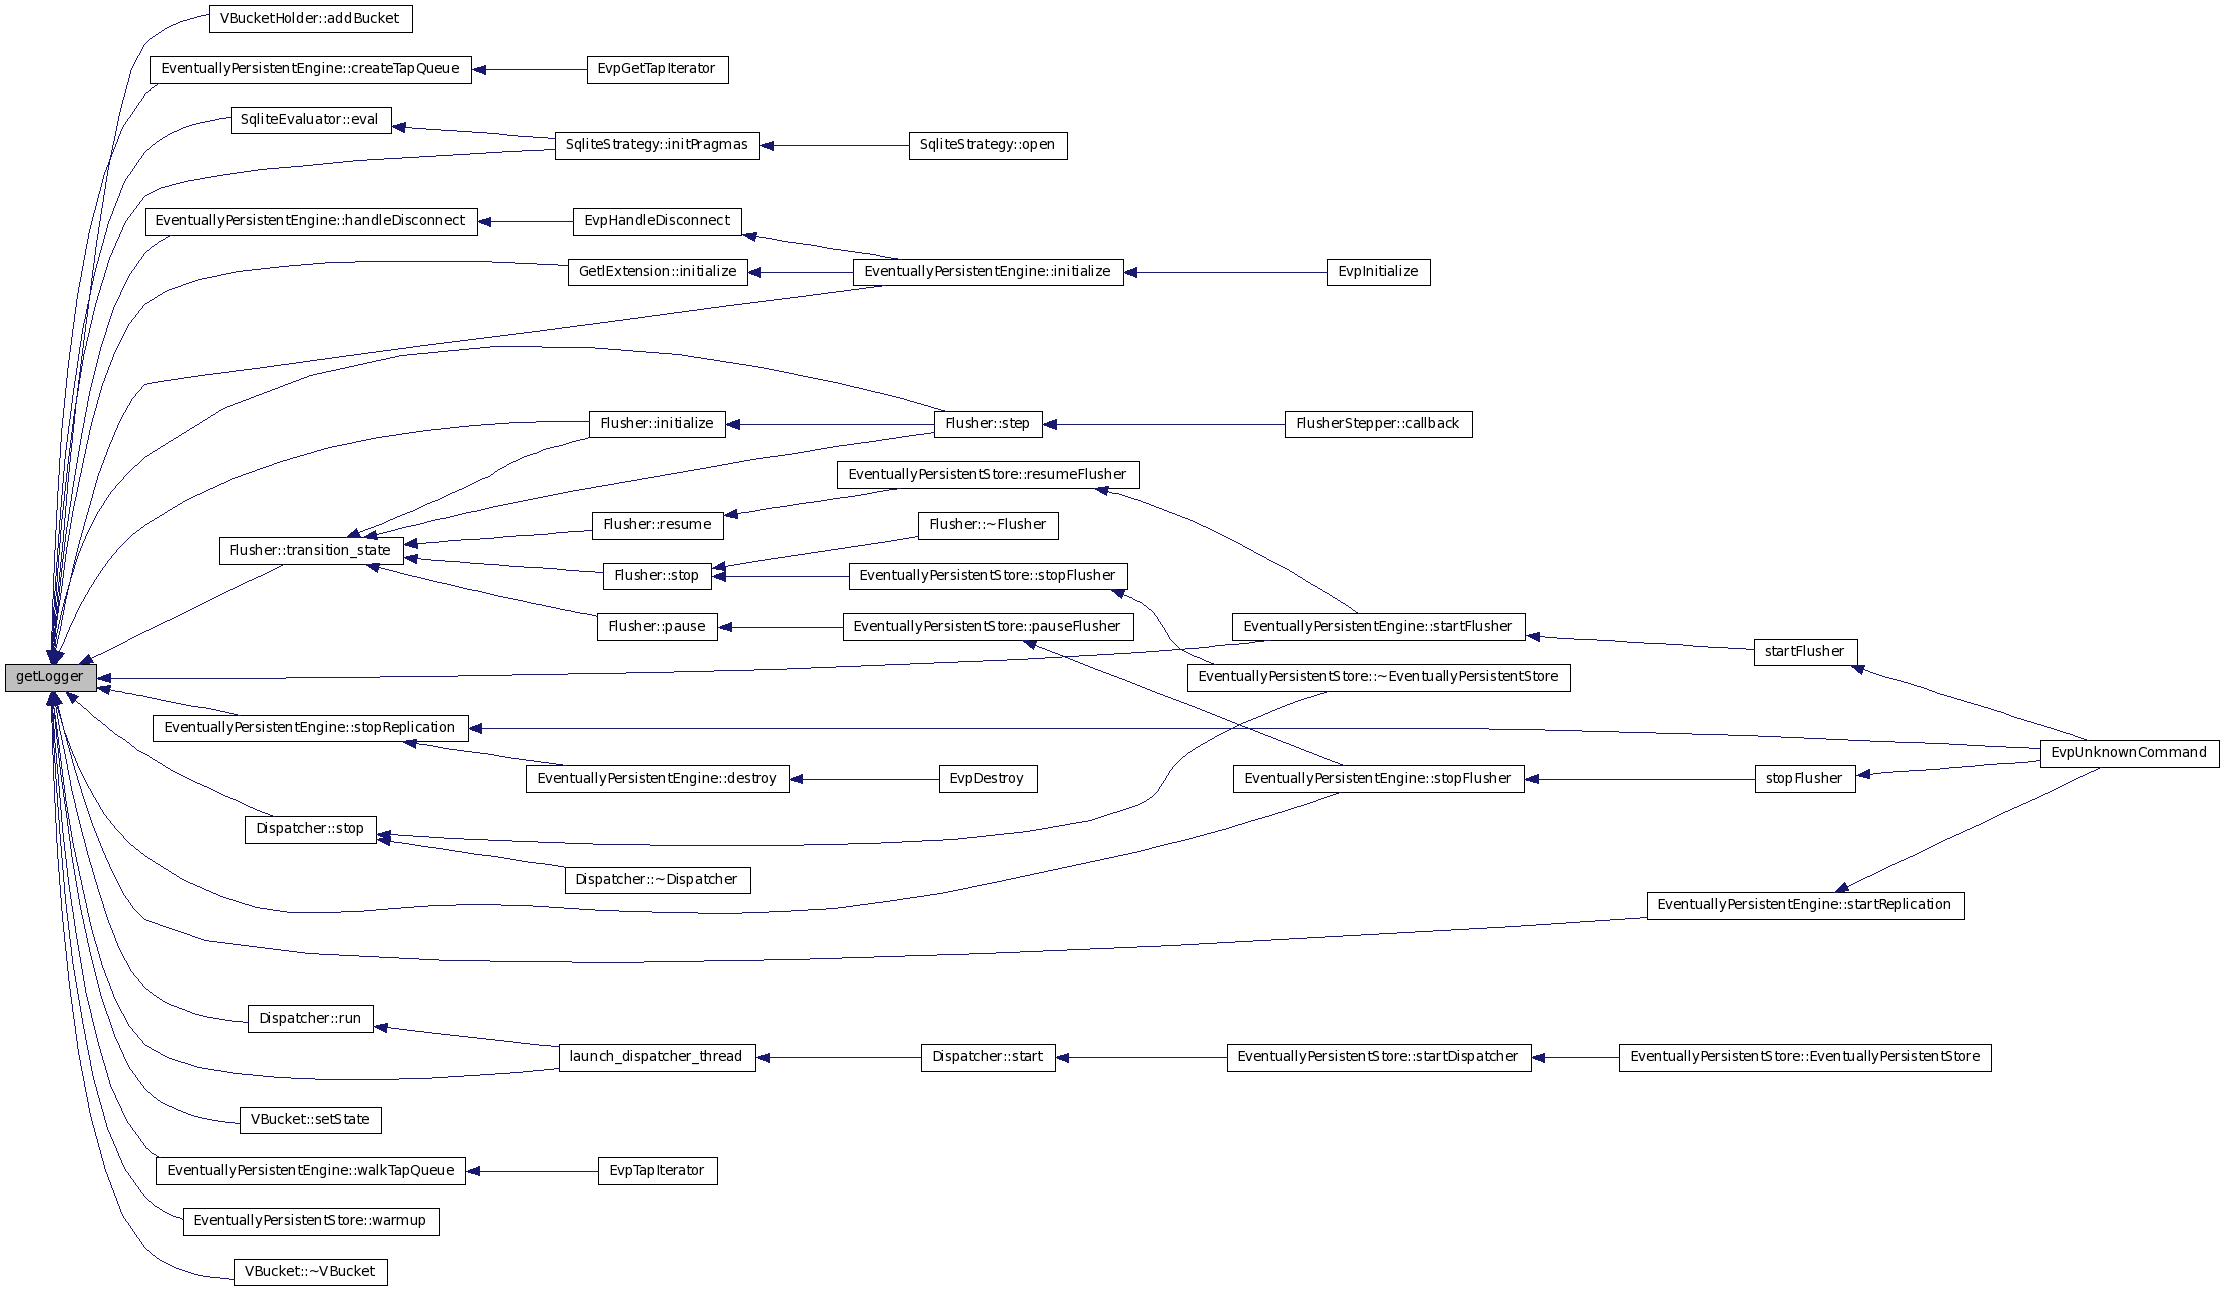 VBucketHolder::addBucket
EventuallyPersistentEngine::createTapQueue
EvpGetTapIterator
SqliteEvaluator::eval
SqliteStrategy::initPragmas
SqliteStrategy::open
EventuallyPersistentEngine::handleDisconnect
EvpHandleDisconnect
GetlExtension::initialize
EventuallyPersistentEngine::initialize
EvpInitialize
Flusher::initialize
Flusher::step
FlusherStepper::callback
EventuallyPersistentStore::resumeFlusher
Flusher::resume
Flusher::~Flusher
Flusher::transition_state
Flusher::stop
EventuallyPersistentStore::stopFlusher
Flusher::pause
EventuallyPersistentStore::pauseFlusher
EventuallyPersistentEngine::startFlusher
startFlusher
getLogger
EventuallyPersistentStore::~EventuallyPersistentStore
EventuallyPersistentEngine::stopReplication
EvpUnknownCommand
EventuallyPersistentEngine::destroy
EvpDestroy
EventuallyPersistentEngine::stopFlusher
stopFlusher
Dispatcher::stop
Dispatcher::~Dispatcher
EventuallyPersistentEngine::startReplication
Dispatcher::run
launch_dispatcher_thread
Dispatcher::start
EventuallyPersistentStore::startDispatcher
EventuallyPersistentStore::EventuallyPersistentStore
VBucket::setState
EventuallyPersistentEngine::walkTapQueue
EvpTapIterator
EventuallyPersistentStore::warmup
VBucket::~VBucket